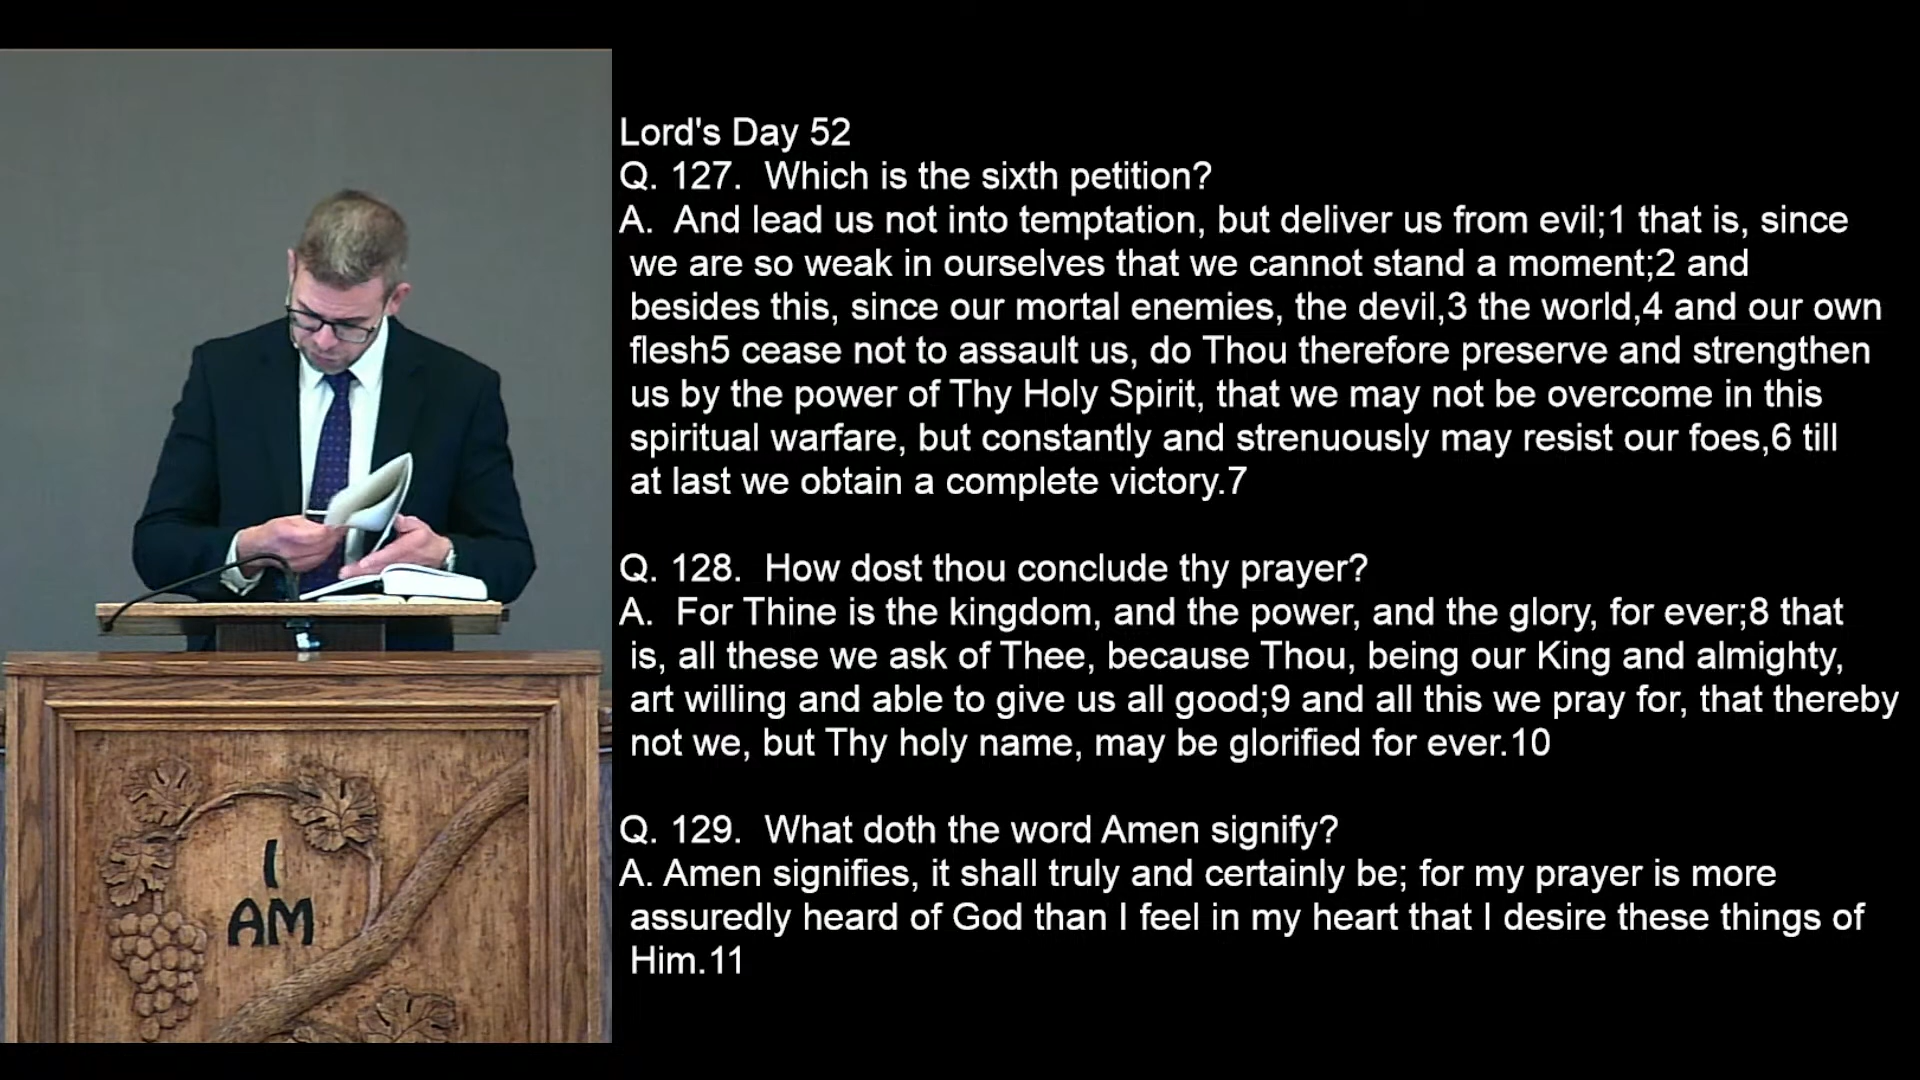 Lord's Day 52
Q. 127.  Which is the sixth petition?
A.  And lead us not into temptation, but deliver us from evil;1 that is, since
we are so weak in ourselves that we cannot stand a moment;2 and
besides this, since our mortal enemies, the devil,3 the world,4 and our own
flesh5 cease not to assault us, do Thou therefore preserve and strengthen
us by the power of Thy Holy Spirit, that we may not be overcome in this
spiritual warfare, but constantly and strenuously may resist our foes,6 till
at last we obtain a complete victory.7
Q. 128.  How dost thou conclude thy prayer?
A.  For Thine is the kingdom, and the power, and the glory, for ever;8 that
is, all these we ask of Thee, because Thou, being our King and almighty,
art willing and able to give us all good;9 and all this we pray for, that thereby
not we, but Thy holy name, may be glorified for ever.10
Q. 129.  What doth the word Amen signify?
A. Amen signifies, it shall truly and certainly be; for my prayer is more
assuredly heard of God than I feel in my heart that I desire these things of
Him.11
I
AM